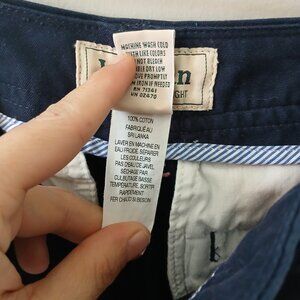 MACHINE WASH COLD
WITH LIKE COLORS
NOT BLEACH
DRY LOW
PROMPTLY
IRON IF NEEDED
RN 71341
100% COTTON
FABRIQUÉ AU
SRI LANKA
LAVER EN MACHINE EN
EAU FROIDE, SÉPARER
LES COULEURS
PAS D'EAU DE JAVEL
SÉCHAGE PAR
CULBUTAGE BASSE
TEMPÉRATURE, SORTIR
RAPIDEMENT
FER CHAUD SI BESOIN